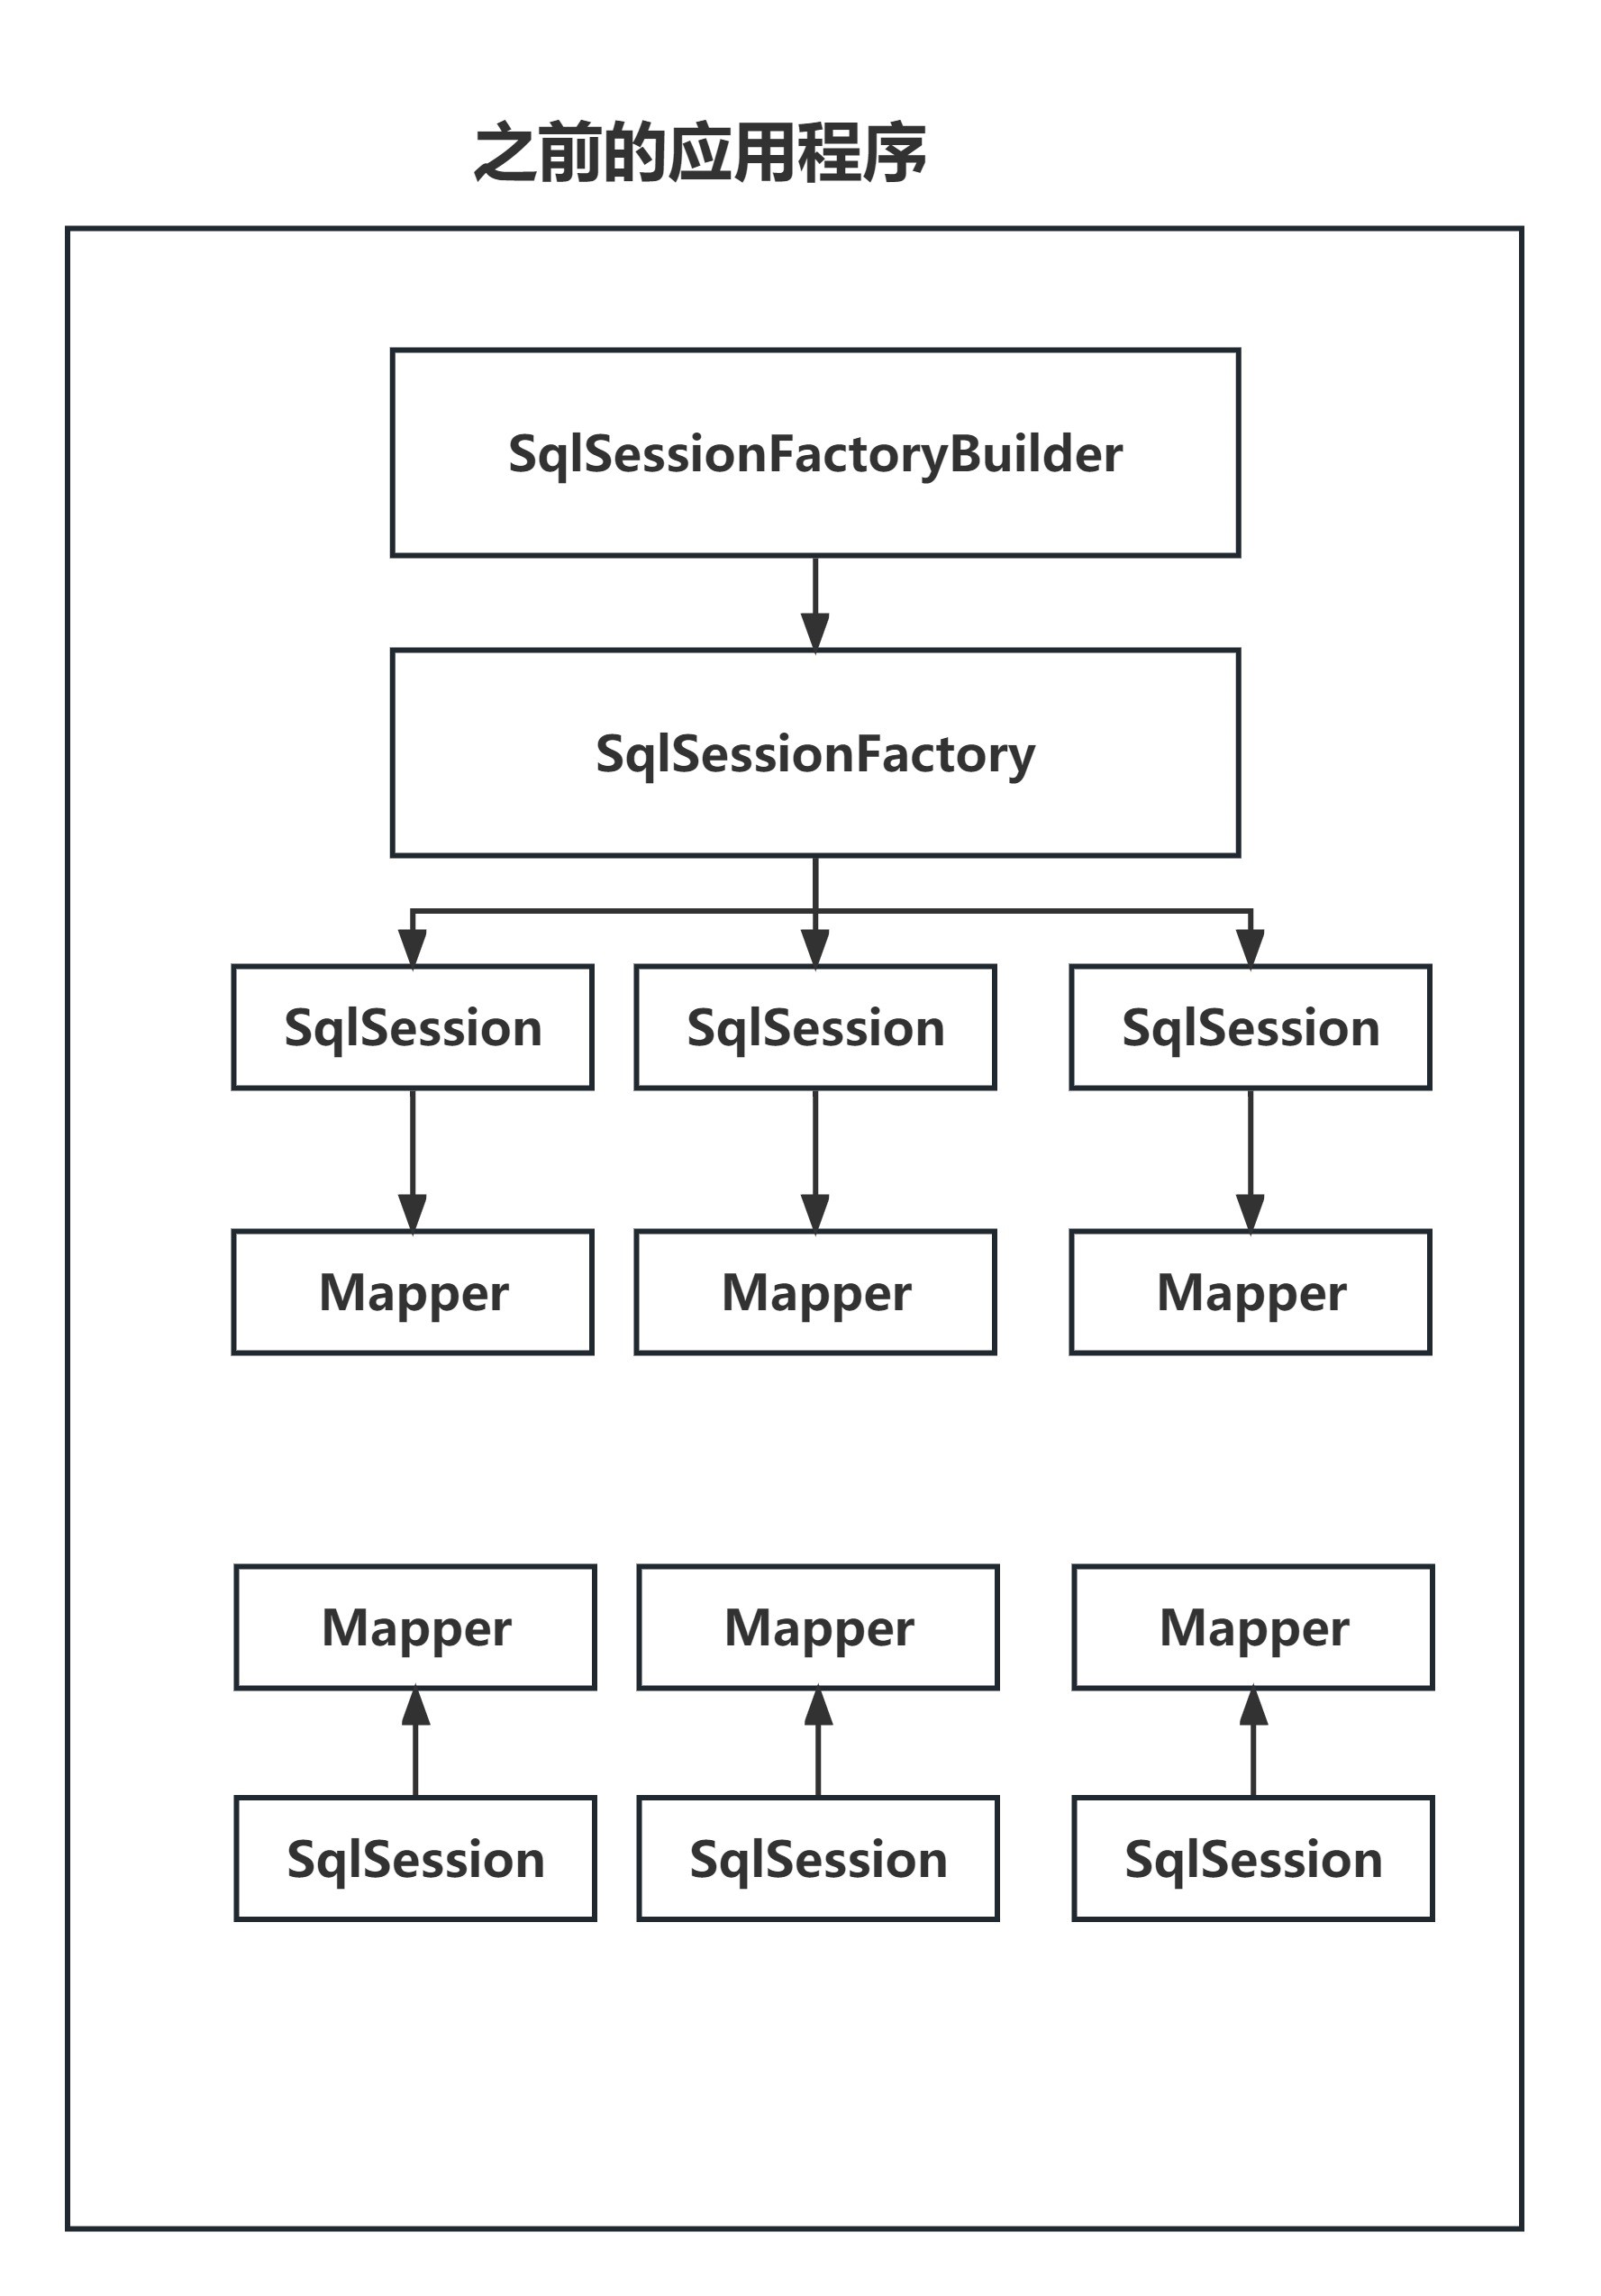 之前的应用程序
SqlSessionFactoryBuilder
SqlSessionFactory
SqlSession SqlSession SqlSession
Mapper Mapper Mapper
Mapper Mapper Mapper
SqlSession SqlSession SqlSession